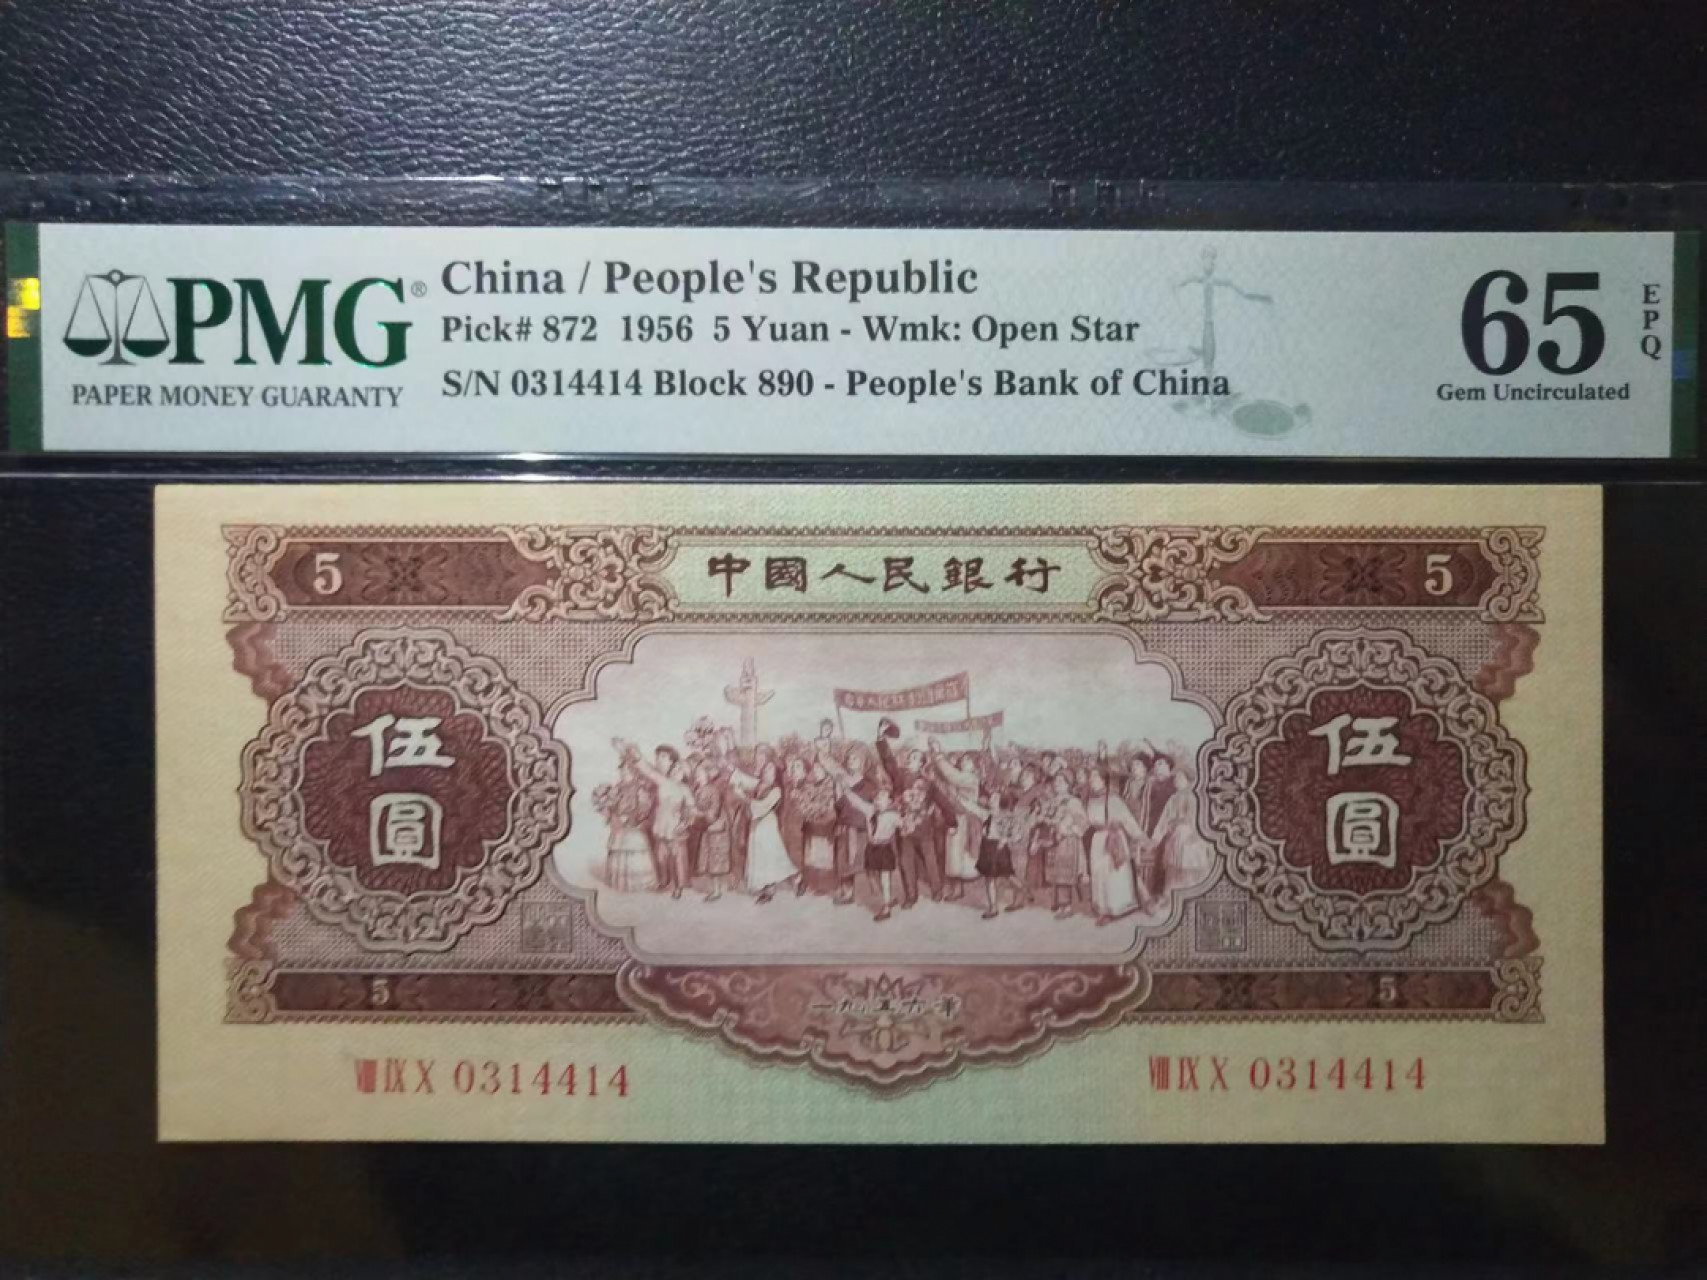 PMG®
PAPER MONEY GUARANTY
China / People's Republic
Pick# 872 1956 5 Yuan - Wmk: Open Star
S/N 0314414 Block 890 - People's Bank of China
65
EPQ
Gem Uncirculated
5
中國人民銀行
5
伍圓
伍圓
5
一九五六年
5
ⅧⅨⅩ 0314414
ⅧⅨⅩ 0314414